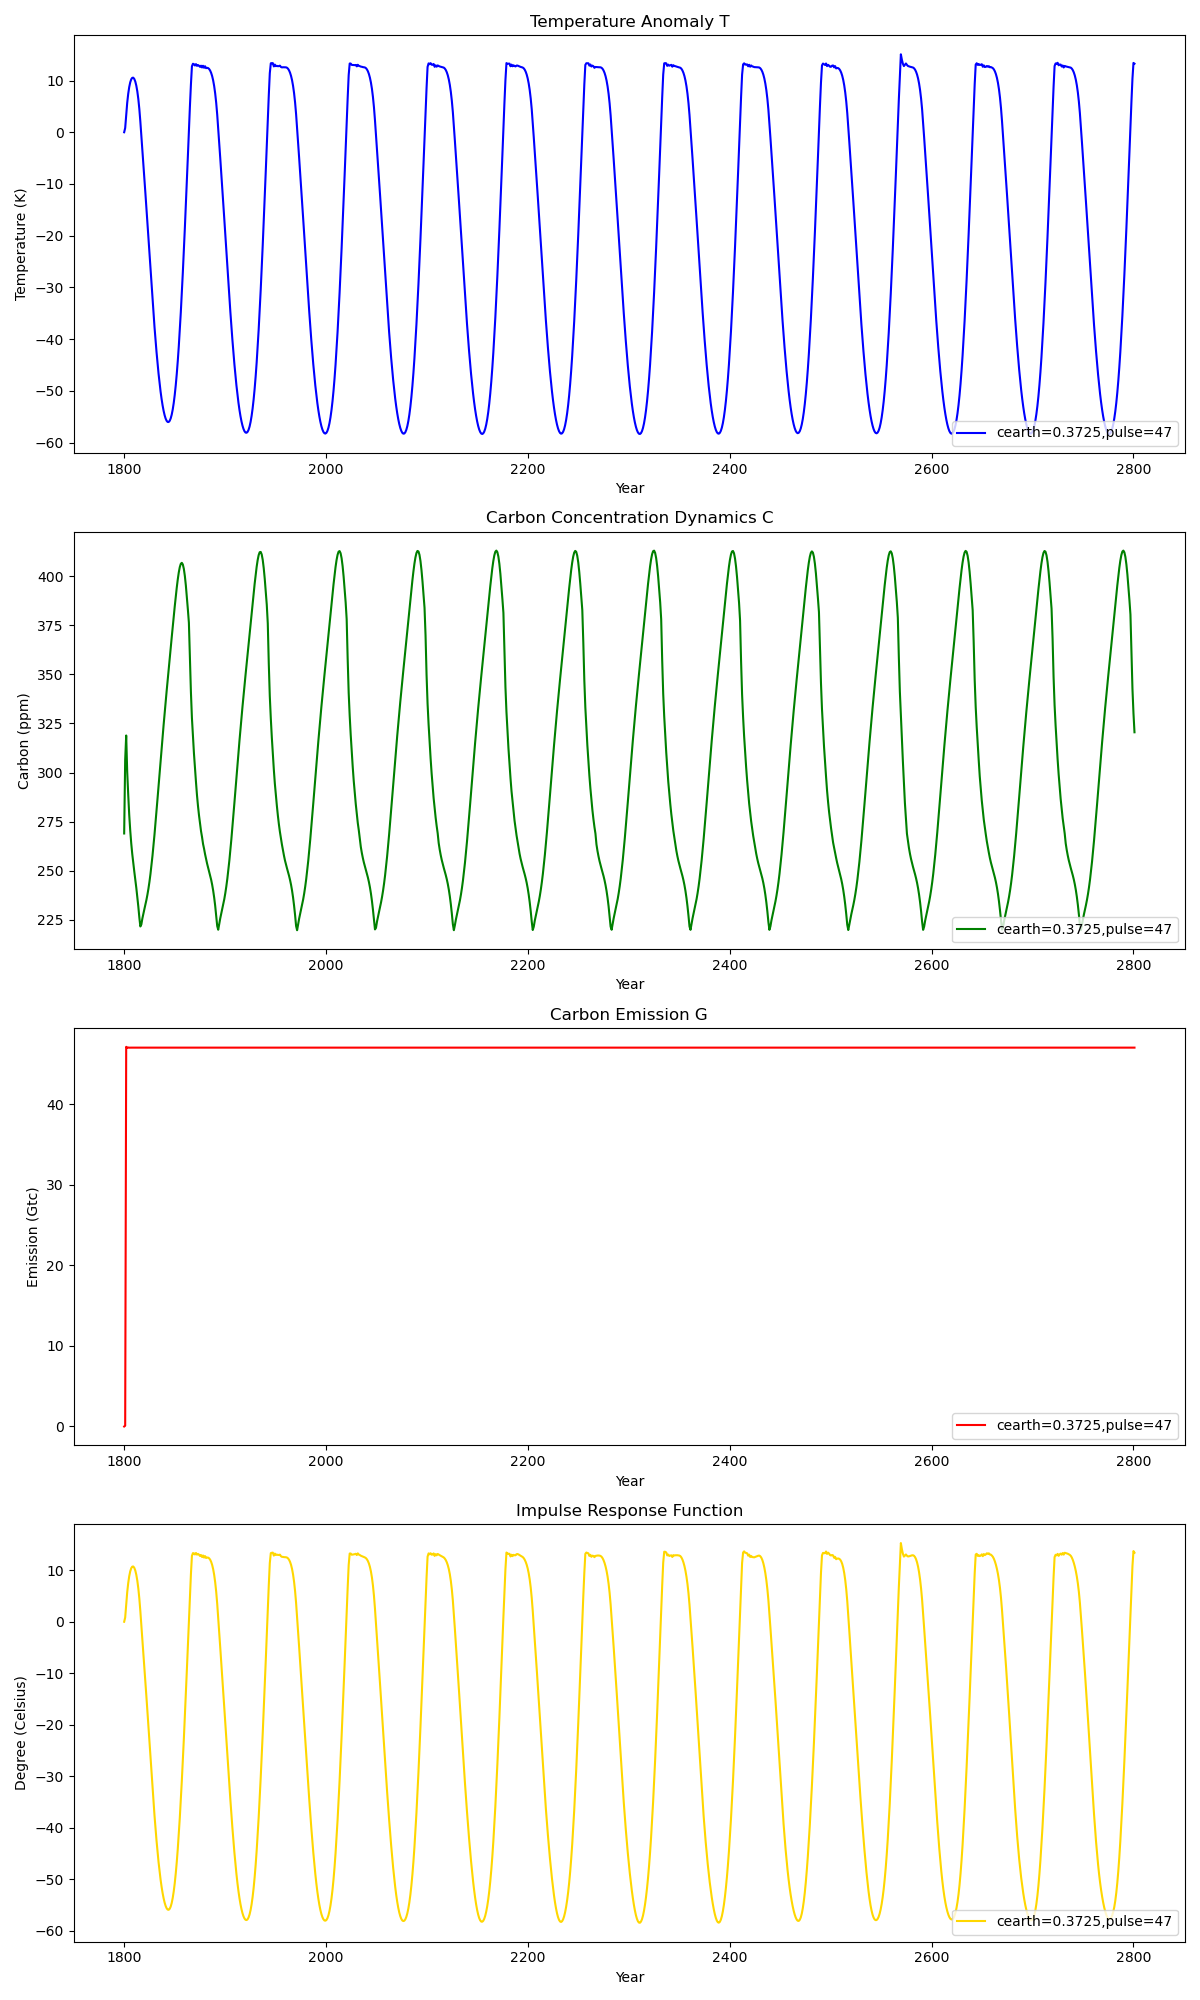 Temperature Anomaly T
Temperature (K)
10
0
−10
−20
−30
−40
−50
−60
cearth=0.3725,pulse=47
1800 2000 2200 2400 2600 2800
Year
Carbon Concentration Dynamics C
Carbon (ppm)
400
375
350
325
300
275
250
225
cearth=0.3725,pulse=47
1800 2000 2200 2400 2600 2800
Year
Carbon Emission G
Emission (Gtc)
40
30
20
10
0
cearth=0.3725,pulse=47
1800 2000 2200 2400 2600 2800
Year
Impulse Response Function
Degree (Celsius)
10
0
−10
−20
−30
−40
−50
−60
cearth=0.3725,pulse=47
1800 2000 2200 2400 2600 2800
Year